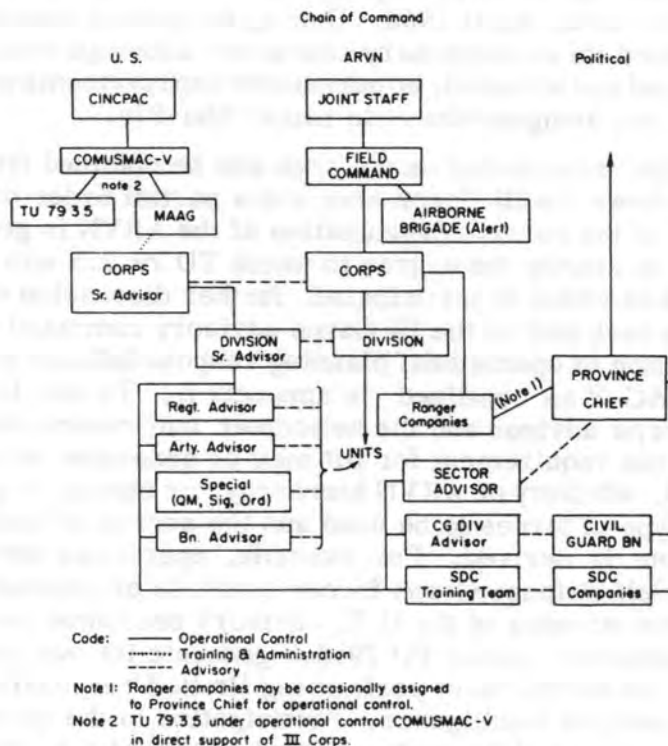 Chain of Command
U. S.
ARVN
Political
CINCPAC
JOINT STAFF
COMUSMAC-V
note 2
FIELD
COMMAND
TU 79 3 5
MAAG
AIRBORNE
BRIGADE (Alert)
CORPS
Sr. Advisor
CORPS
DIVISION
Sr. Advisor
DIVISION
PROVINCE
CHIEF
Regt. Advisor
Ranger
Companies
(Note 1)
Arty. Advisor
UNITS
SECTOR
ADVISOR
Special
(QM, Sig, Ord)
Bn. Advisor
CG DIV
Advisor
CIVIL
GUARD BN
SDC
Training Team
SDC
Companies
Code: Operational Control
Training & Administration
Advisory
Note 1: Ranger companies may be occasionally assigned
to Province Chief for operational control.
Note 2: TU 79.3.5 under operational control COMUSMAC-V
in direct support of III Corps.